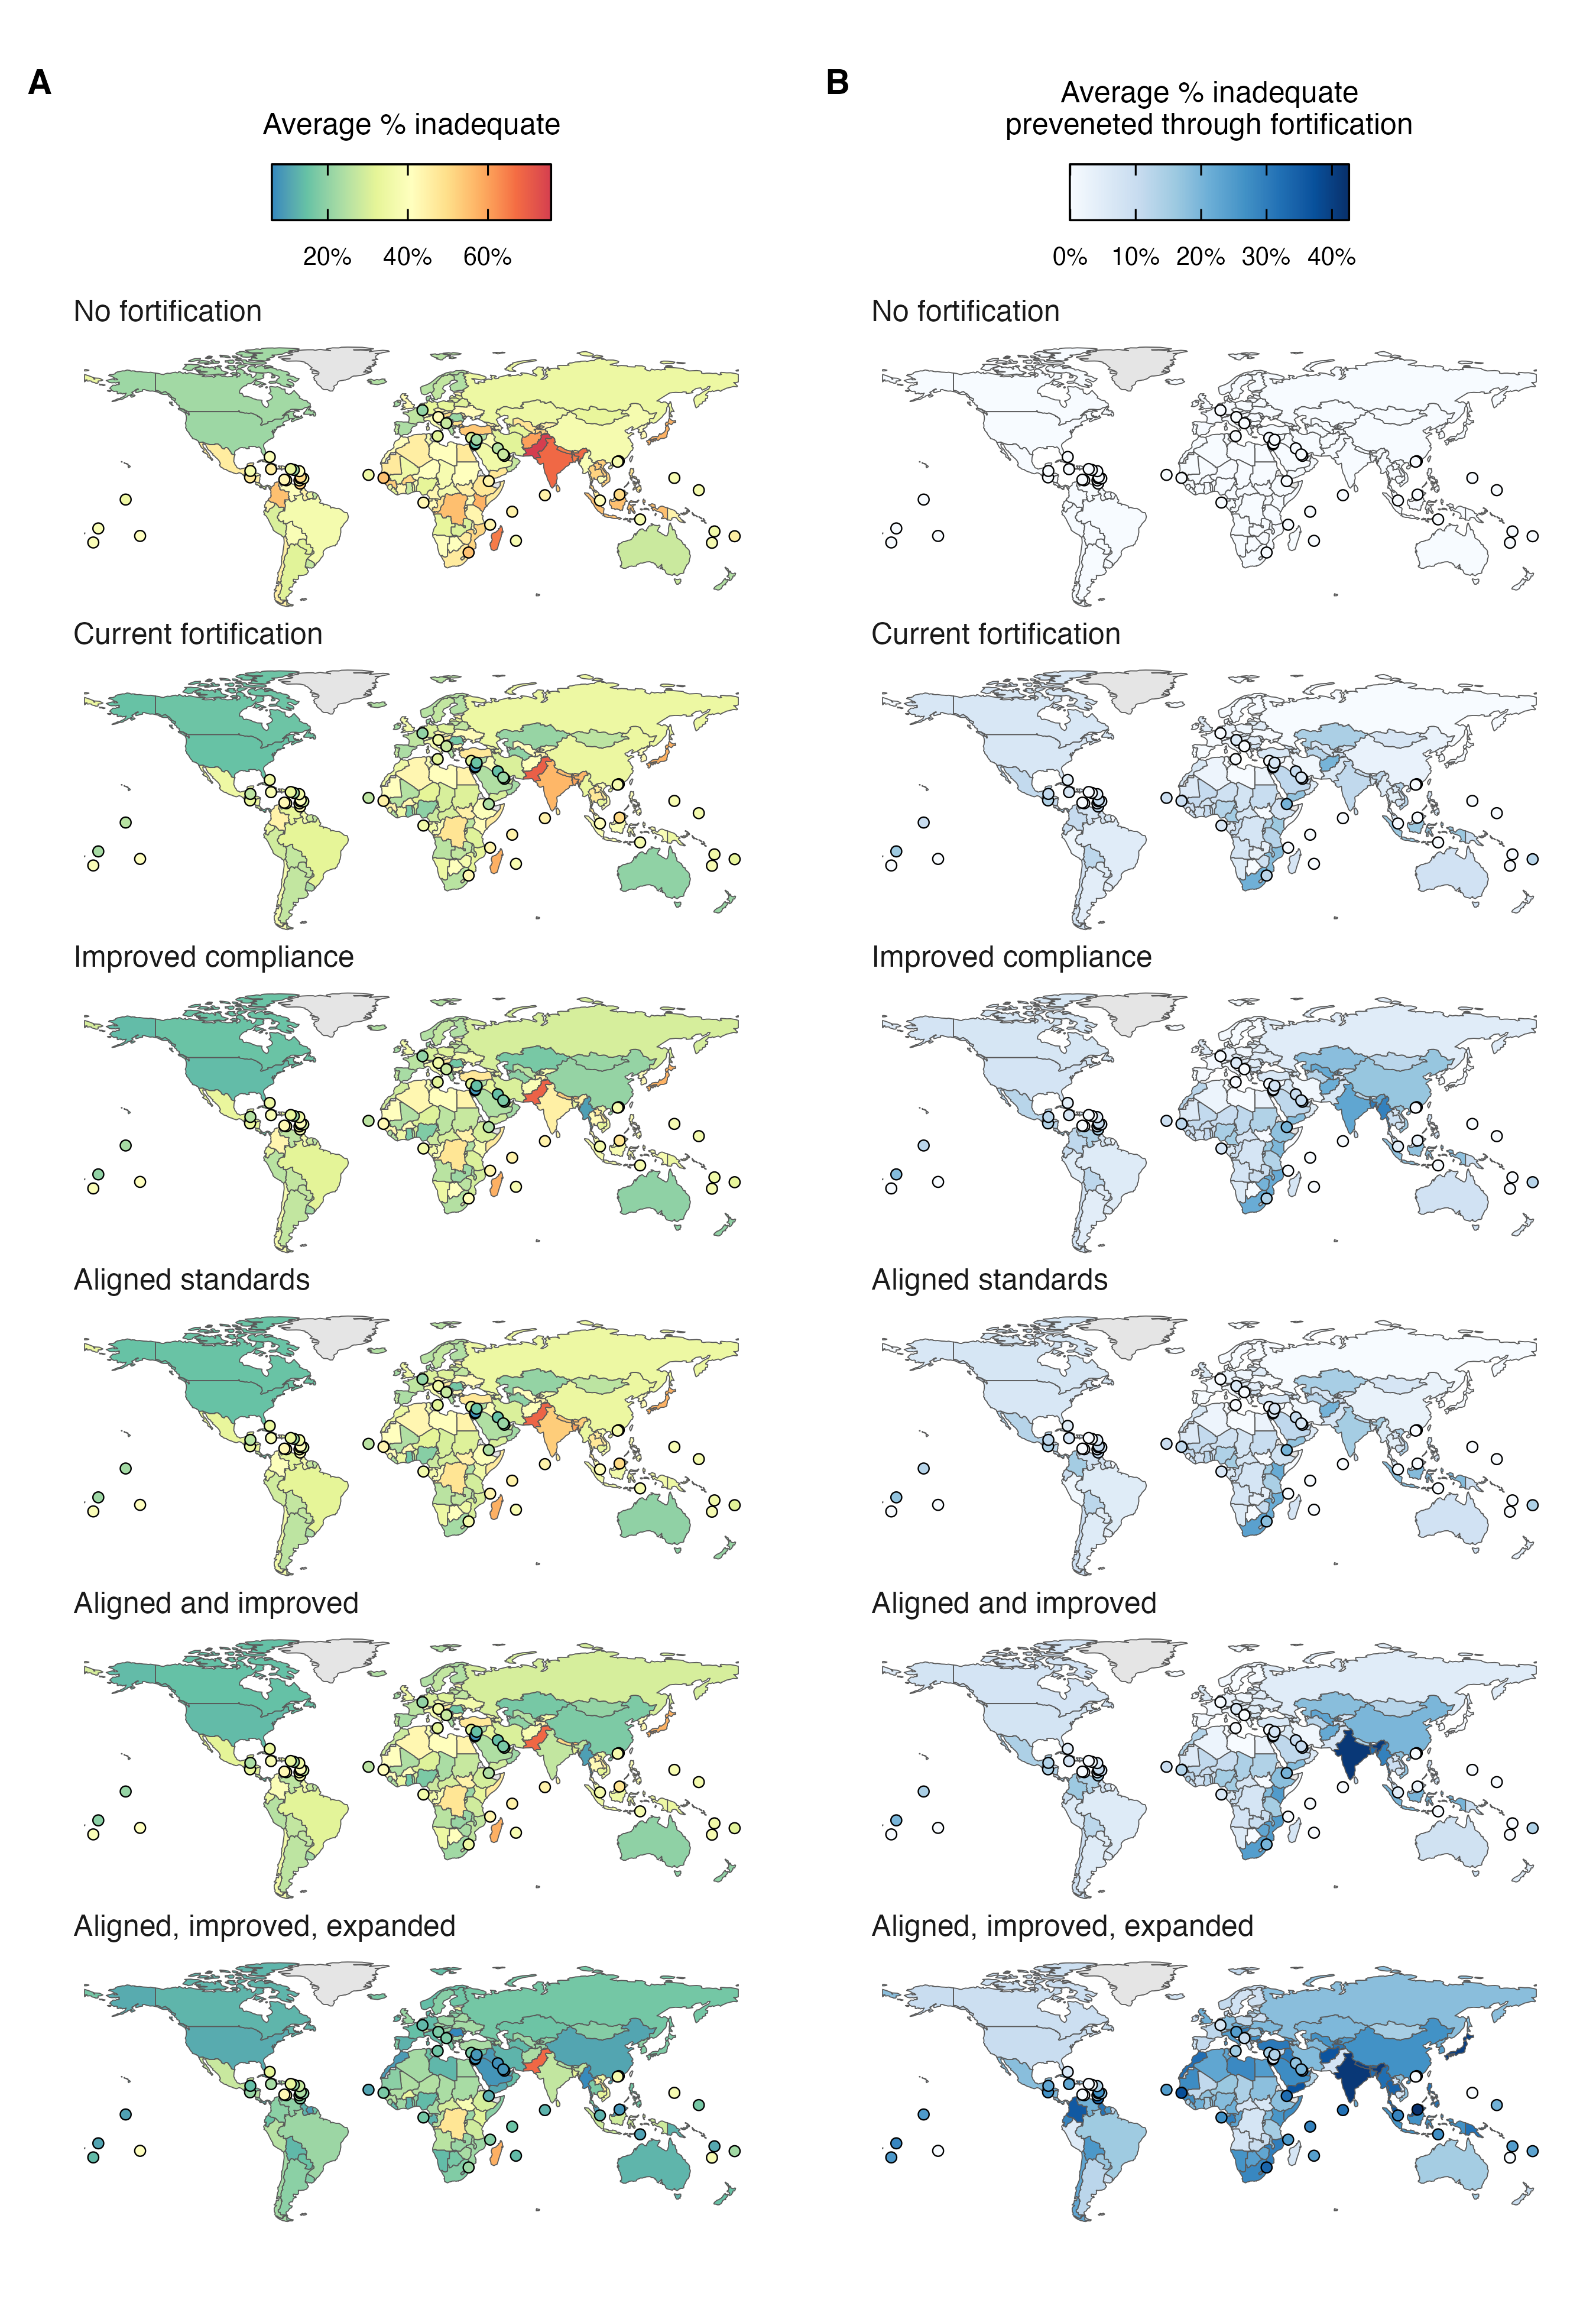 A
Average % inadequate
20% 40% 60%
No fortification
Current fortification
Improved compliance
Aligned standards
Aligned and improved
Aligned, improved, expanded
B
Average % inadequate
preveneted through fortification
0% 10% 20% 30% 40%
No fortification
Current fortification
Improved compliance
Aligned standards
Aligned and improved
Aligned, improved, expanded